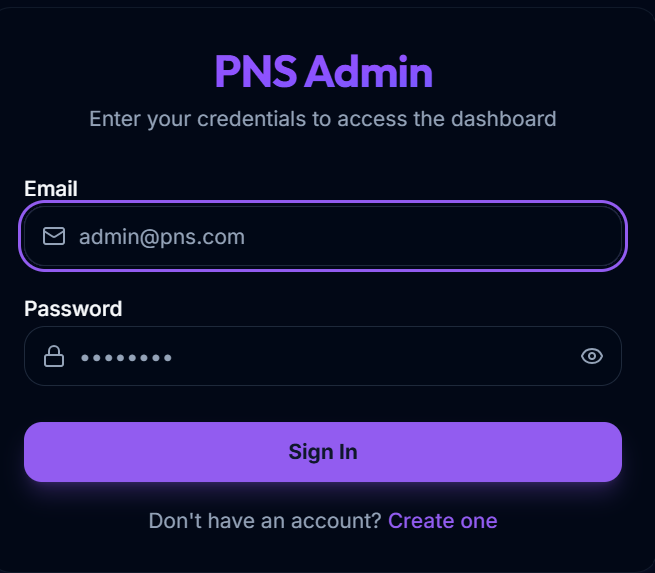 PNS Admin
Enter your credentials to access the dashboard
Email
admin@pns.com
Password
••••••••
Sign In
Don't have an account? Create one